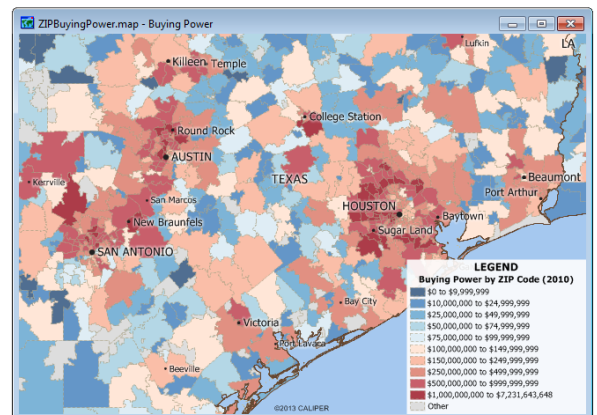 ZIPBuyingPower.map - Buying Power
Lufkin
LA
Killeen
Temple
College Station
Round Rock
AUSTIN
TEXAS
Beaumont
Kerrville
Port Arthur
San Marcos
HOUSTON
New Braunfels
Baytown
Sugar Land
SAN ANTONIO
LEGEND
Buying Power by ZIP Code (2010)
$0 to $9,999,999
$10,000,000 to $24,999,999
$25,000,000 to $49,999,999
$50,000,000 to $74,999,999
$75,000,000 to $99,999,999
$100,000,000 to $149,999,999
$150,000,000 to $249,999,999
$250,000,000 to $499,999,999
$500,000,000 to $999,999,999
$1,000,000,000 to $7,231,643,648
Other
Bay City
Victoria
Port Lavaca
Beeville
©2013 CALIPER